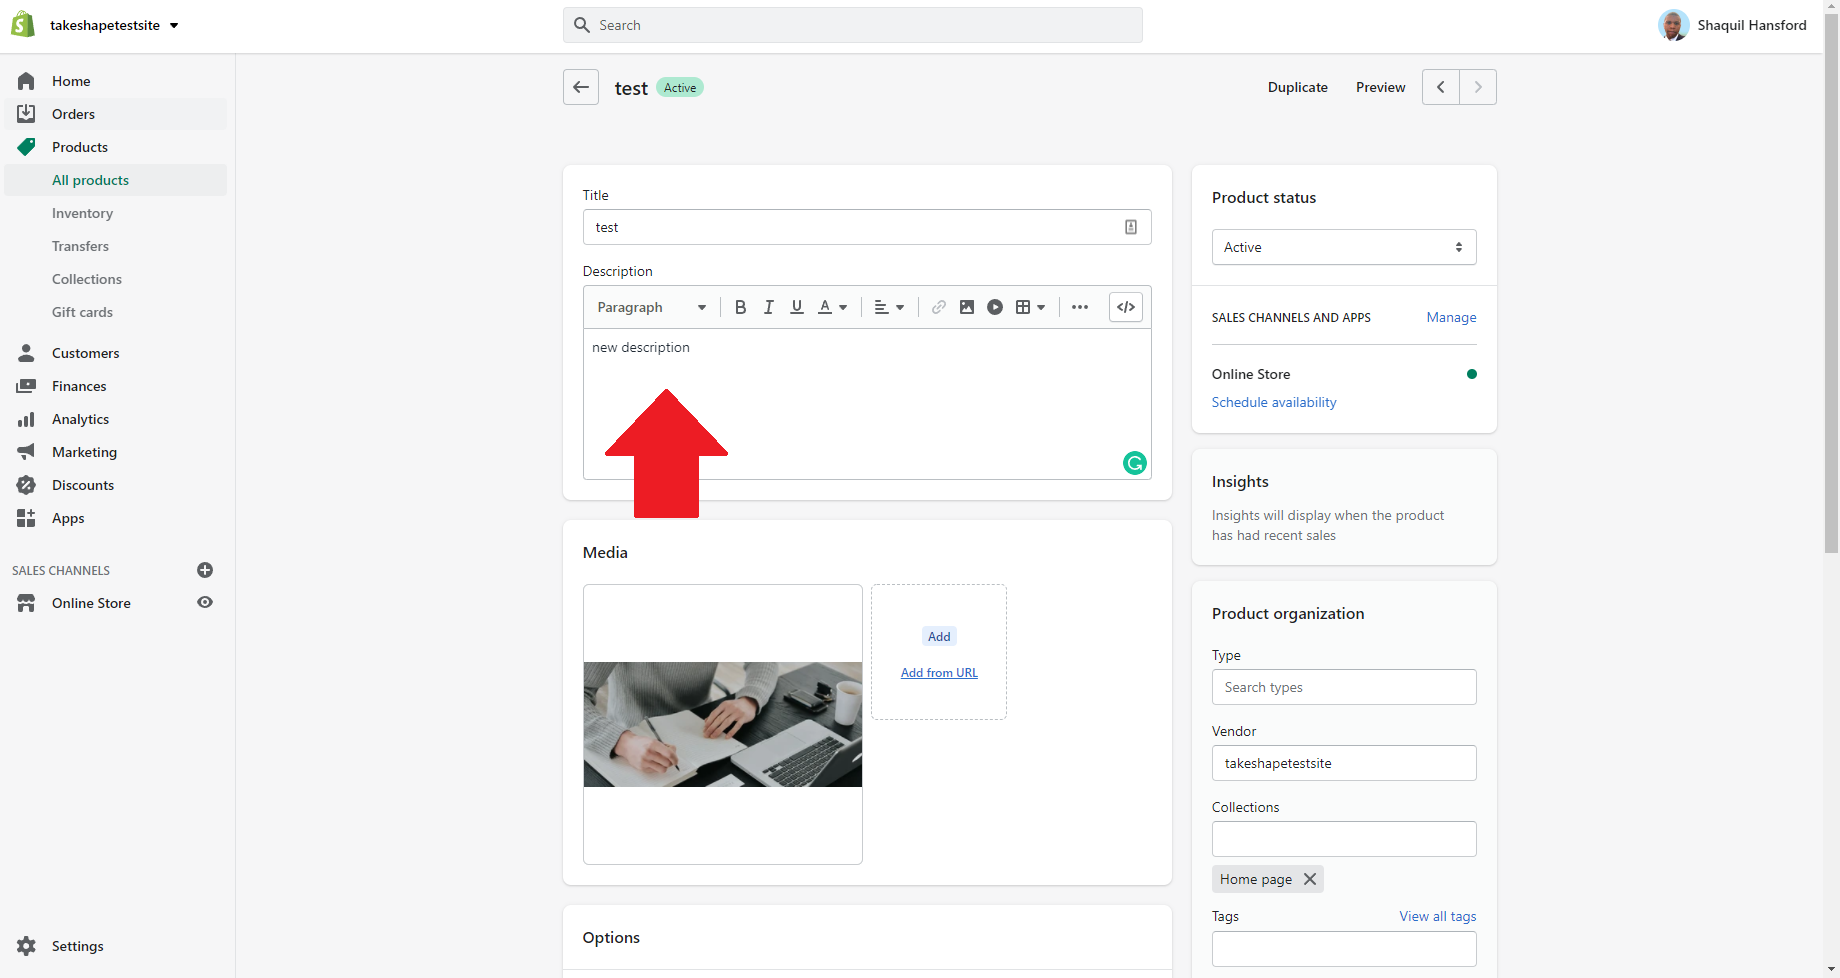 takeshapetestsite
Search
Shaquil Hansford
Home
Orders
Products
All products
Inventory
Transfers
Collections
Gift cards
Customers
Finances
Analytics
Marketing
Discounts
Apps
SALES CHANNELS
Online Store
Settings
test Active
Duplicate Preview
Title
test
Description
Paragraph B I U A </>
new description
Media
Add
Add from URL
Options
Product status
Active
SALES CHANNELS AND APPS Manage
Online Store
Schedule availability
Insights
Insights will display when the product
has had recent sales
Product organization
Type
Search types
Vendor
takeshapetestsite
Collections
Home page
Tags View all tags